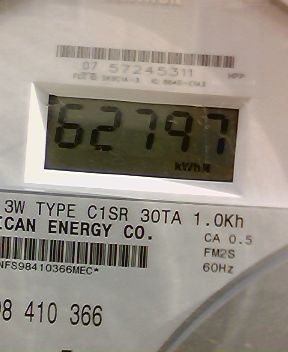 07 57245311 HPP
62797
kWh
3W TYPE C1SR 30TA 1.0Kh
ICAN ENERGY CO.
CA 0.5
FM2S
NFS98410366MEC*
60Hz
98 410 366